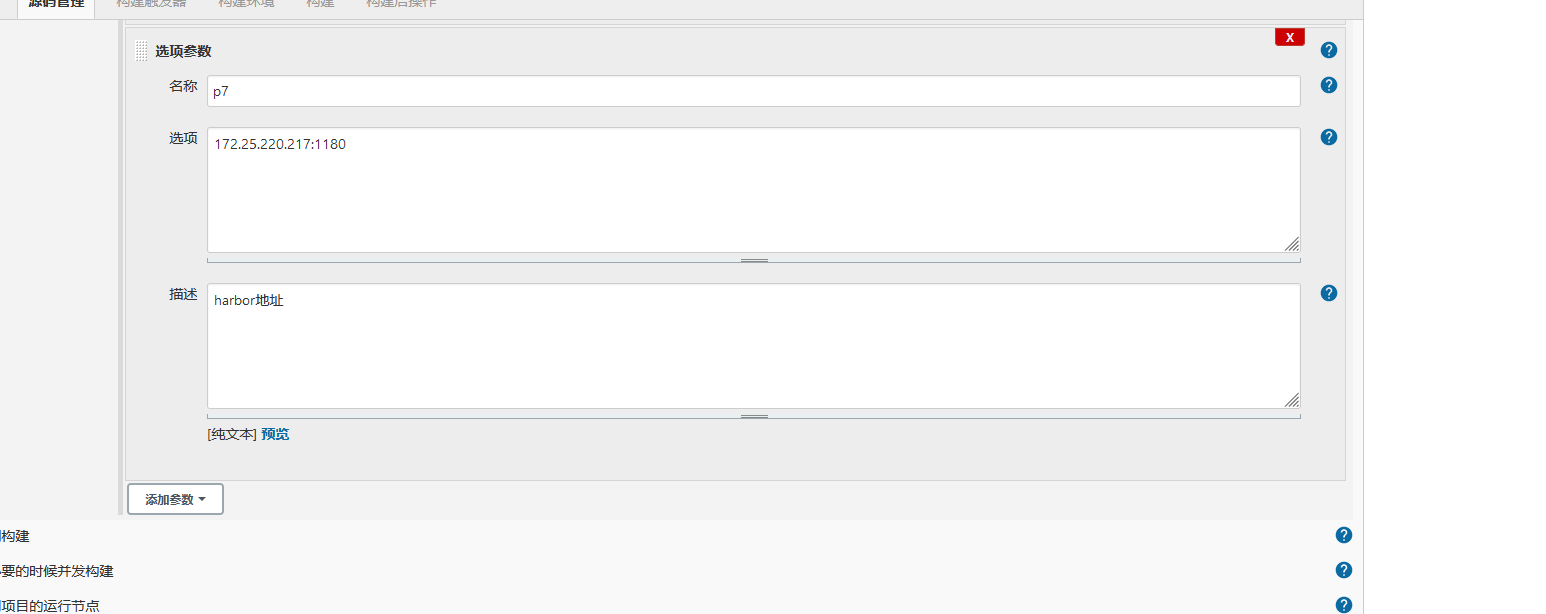 源码管理 构建触发器 构建环境 构建 构建后操作
选项参数
X
?
名称
p7
?
选项
172.25.220.217:1180
?
描述
harbor地址
?
[纯文本] 预览
添加参数
构建
?
要的时候并发构建
?
项目的运行节点
?